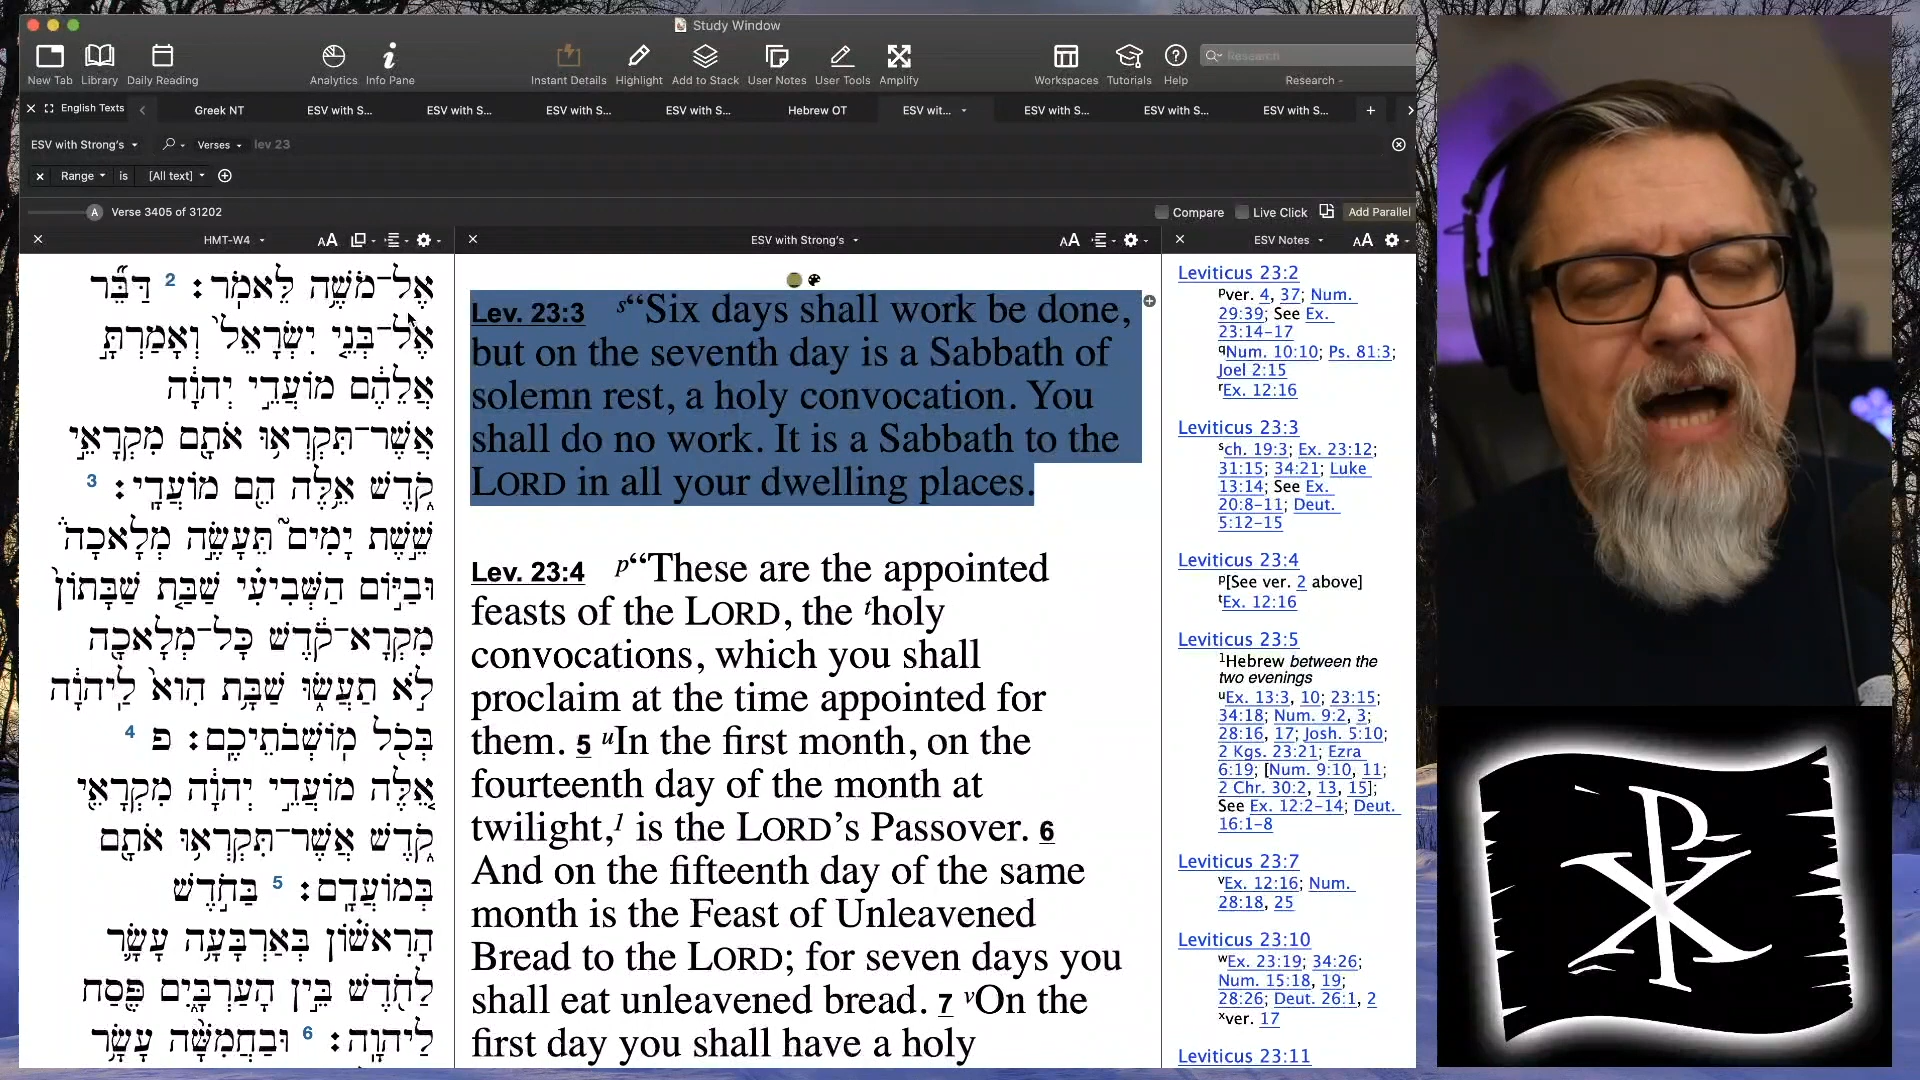 Study Window
New Tab Library Daily Reading Analytics Info Pane Instant Details Highlight Add to Stack User Notes User Tools Amplify Workspaces Tutorials Help Research
Research
English Texts Greek NT ESV with S... ESV with S... ESV with S... ESV with S... Hebrew OT ESV wit... ESV with S... ESV with S... ESV with S...
ESV with Strong's Verses lev 23
Range is [All text]
A Verse 3405 of 31202 Compare Live Click Add Parallel
HMT-W4
אֶל־מֹשֶׁה לֵּאמֹר׃ 2 דַּבֵּר
אֶל־בְּנֵי יִשְׂרָאֵל וְאָמַרְתָּ
אֲלֵהֶם מוֹעֲדֵי יְהוָה
אֲשֶׁר־תִּקְרְאוּ אֹתָם מִקְרָאֵי
קֹדֶשׁ אֵלֶּה הֵם מוֹעֲדָי׃ 3
שֵׁשֶׁת יָמִים תֵּעָשֶׂה מְלָאכָה
וּבַיּוֹם הַשְּׁבִיעִי שַׁבַּת שַׁבָּתוֹן
מִקְרָא־קֹדֶשׁ כָּל־מְלָאכָה
לֹא תַעֲשׂוּ שַׁבָּת הִוא לַיהוָה
בְּכֹל מוֹשְׁבֹתֵיכֶם׃ פ 4
אֵלֶּה מוֹעֲדֵי יְהוָה מִקְרָאֵי
קֹדֶשׁ אֲשֶׁר־תִּקְרְאוּ אֹתָם
בְּמוֹעֲדָם׃ 5 בַּחֹדֶשׁ
הָרִאשׁוֹן בְּאַרְבָּעָה עָשָׂר
לַחֹדֶשׁ בֵּין הָעַרְבָּיִם פֶּסַח
לַיהוָה׃ 6 וּבַחֲמִשָּׁה עָשָׂר
ESV with Strong's
Lev. 23:3 s“Six days shall work be done,
but on the seventh day is a Sabbath of
solemn rest, a holy convocation. You
shall do no work. It is a Sabbath to the
LORD in all your dwelling places.
Lev. 23:4 p“These are the appointed
feasts of the LORD, the tholy
convocations, which you shall
proclaim at the time appointed for
them. 5 uIn the first month, on the
fourteenth day of the month at
twilight,1 is the LORD’s Passover. 6
And on the fifteenth day of the same
month is the Feast of Unleavened
Bread to the LORD; for seven days you
shall eat unleavened bread. 7 vOn the
first day you shall have a holy
ESV Notes
Leviticus 23:2
pver. 4, 37; Num.
29:39; See Ex.
23:14–17
qNum. 10:10; Ps. 81:3;
Joel 2:15
rEx. 12:16
Leviticus 23:3
sch. 19:3; Ex. 23:12;
31:15; 34:21; Luke
13:14; See Ex.
20:8–11; Deut.
5:12–15
Leviticus 23:4
p[See ver. 2 above]
tEx. 12:16
Leviticus 23:5
1Hebrew between the
two evenings
uEx. 13:3, 10; 23:15;
34:18; Num. 9:2, 3;
28:16, 17; Josh. 5:10;
2 Kgs. 23:21; Ezra
6:19; [Num. 9:10, 11;
2 Chr. 30:2, 13, 15];
See Ex. 12:2–14; Deut.
16:1–8
Leviticus 23:7
vEx. 12:16; Num.
28:18, 25
Leviticus 23:10
wEx. 23:19; 34:26;
Num. 15:18, 19;
28:26; Deut. 26:1, 2
xver. 17
Leviticus 23:11